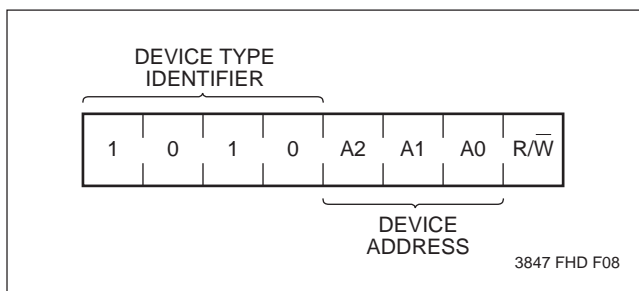 DEVICE TYPE
IDENTIFIER
1 0 1 0 A2 A1 A0 R/W̅
DEVICE
ADDRESS
3847 FHD F08